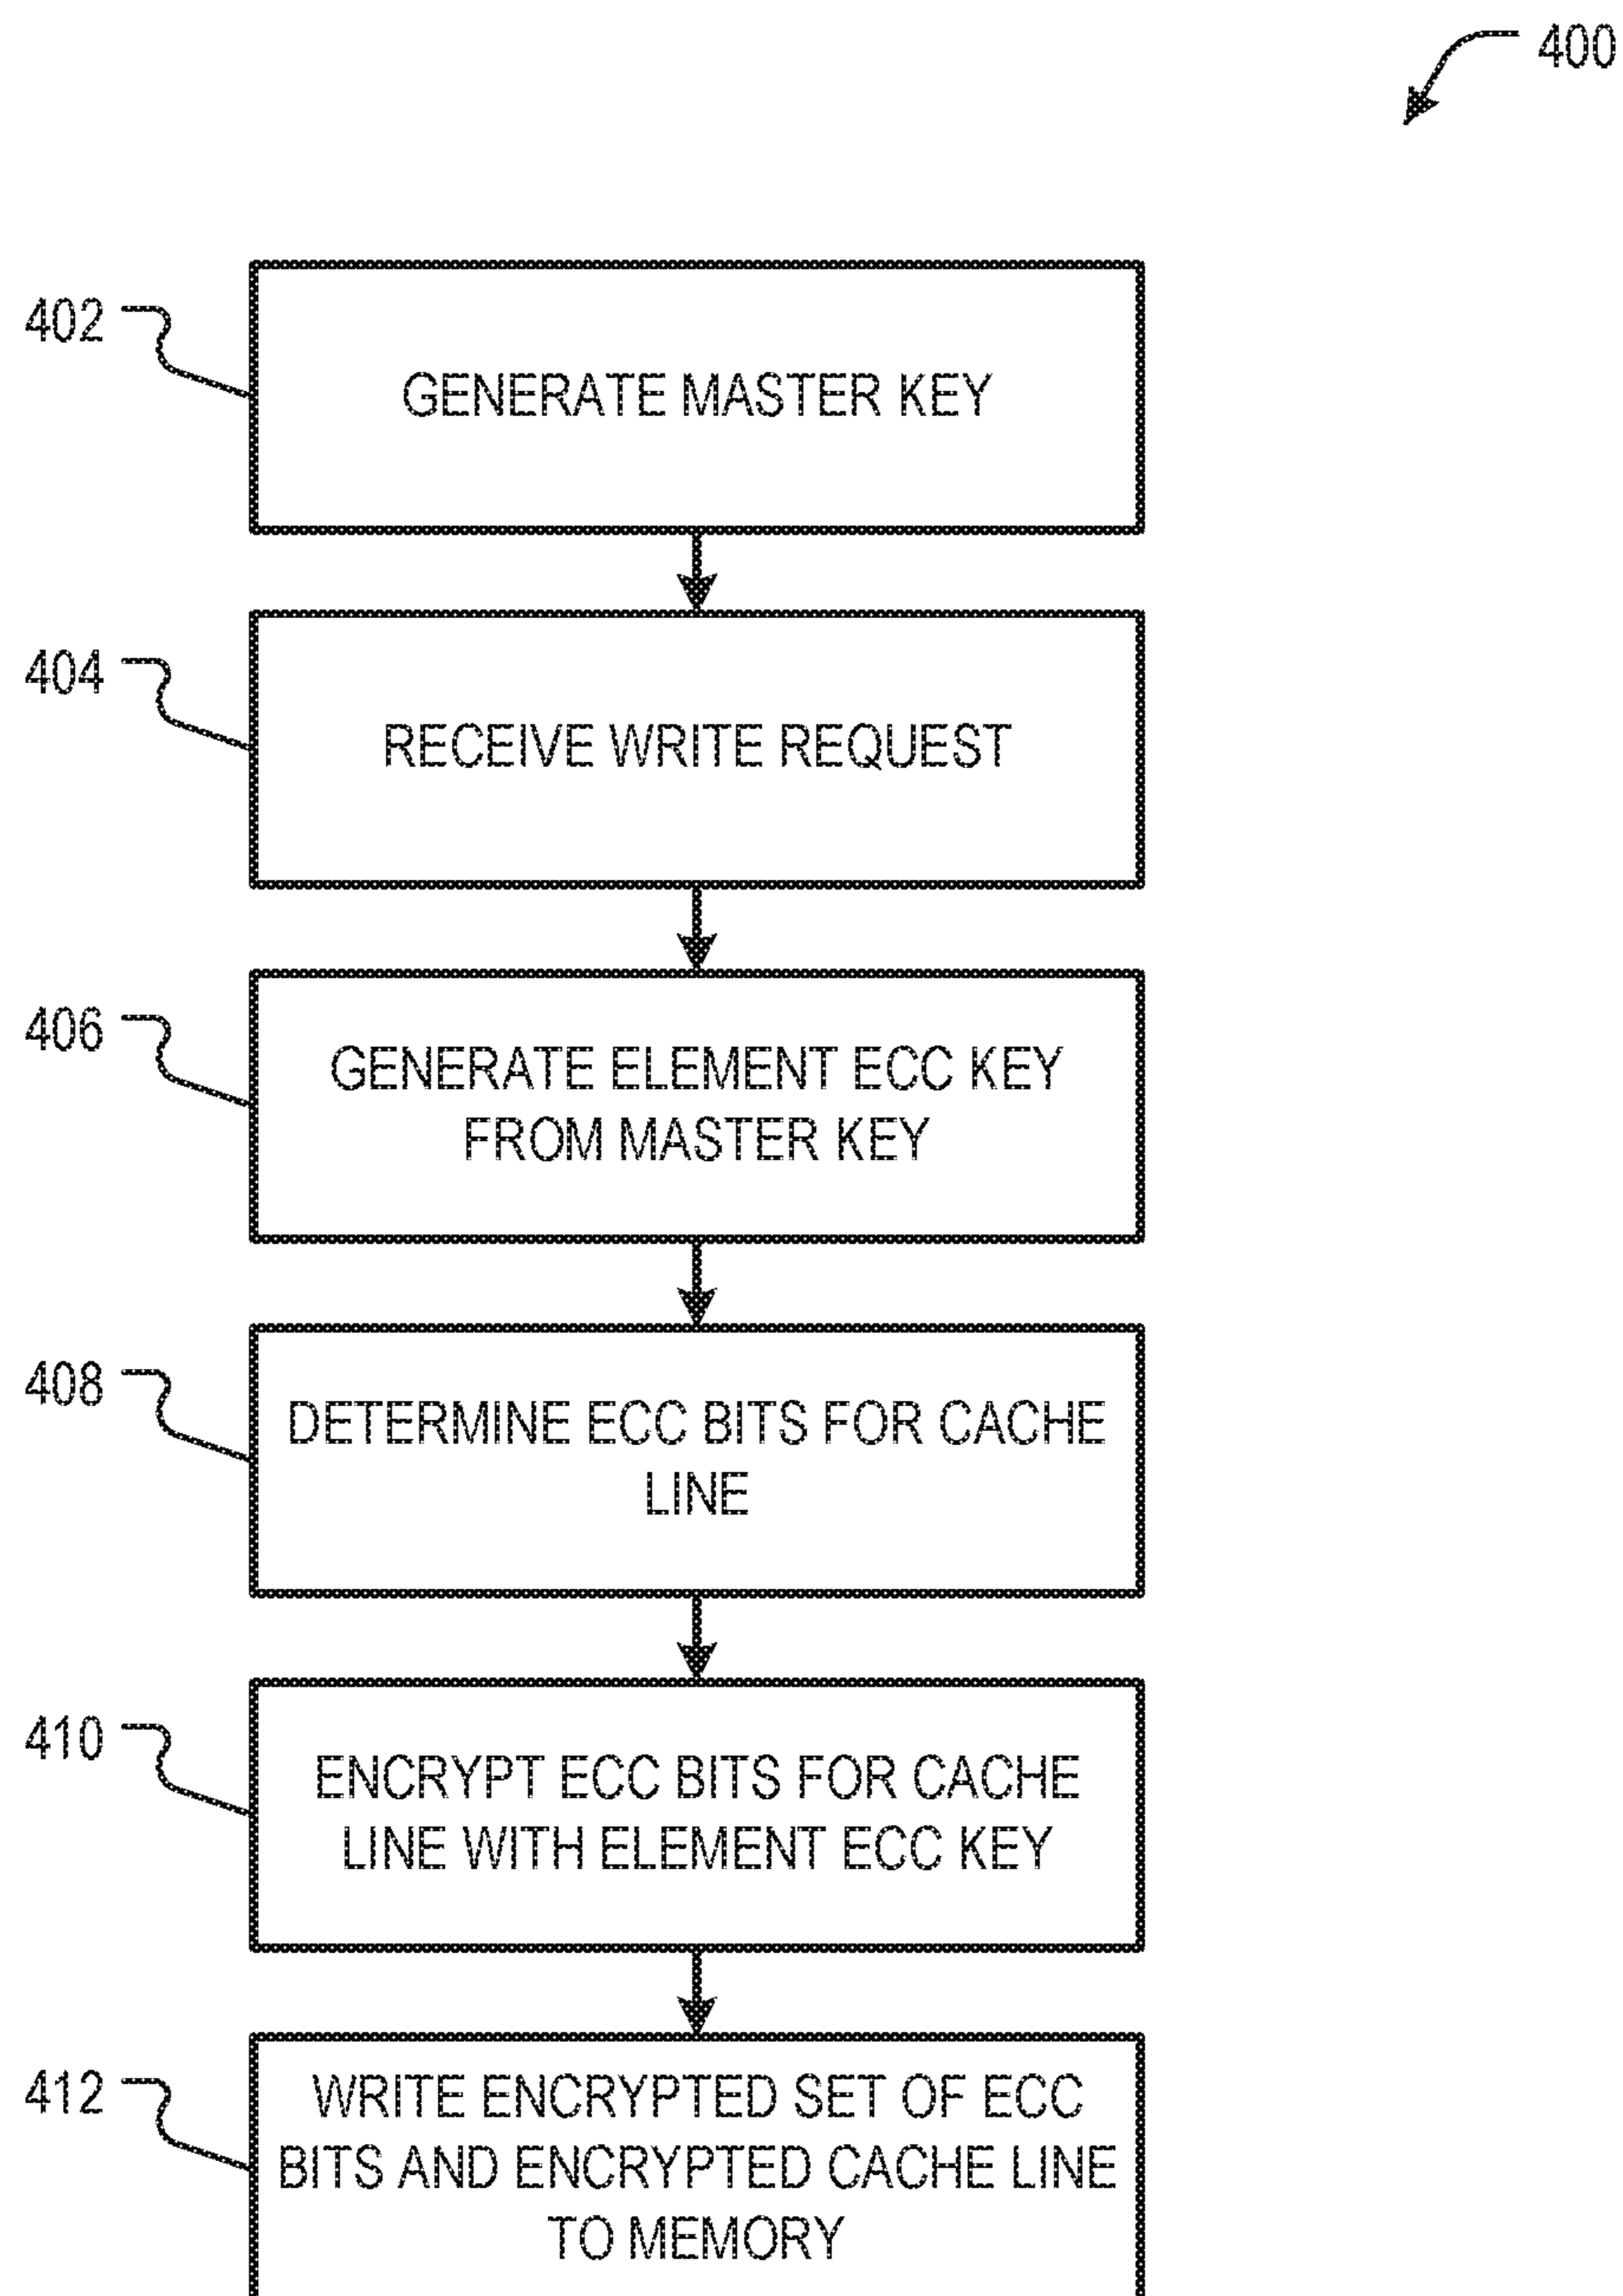 400
402
GENERATE MASTER KEY
404
RECEIVE WRITE REQUEST
406
GENERATE ELEMENT ECC KEY
FROM MASTER KEY
408
DETERMINE ECC BITS FOR CACHE
LINE
410
ENCRYPT ECC BITS FOR CACHE
LINE WITH ELEMENT ECC KEY
412
WRITE ENCRYPTED SET OF ECC
BITS AND ENCRYPTED CACHE LINE
TO MEMORY